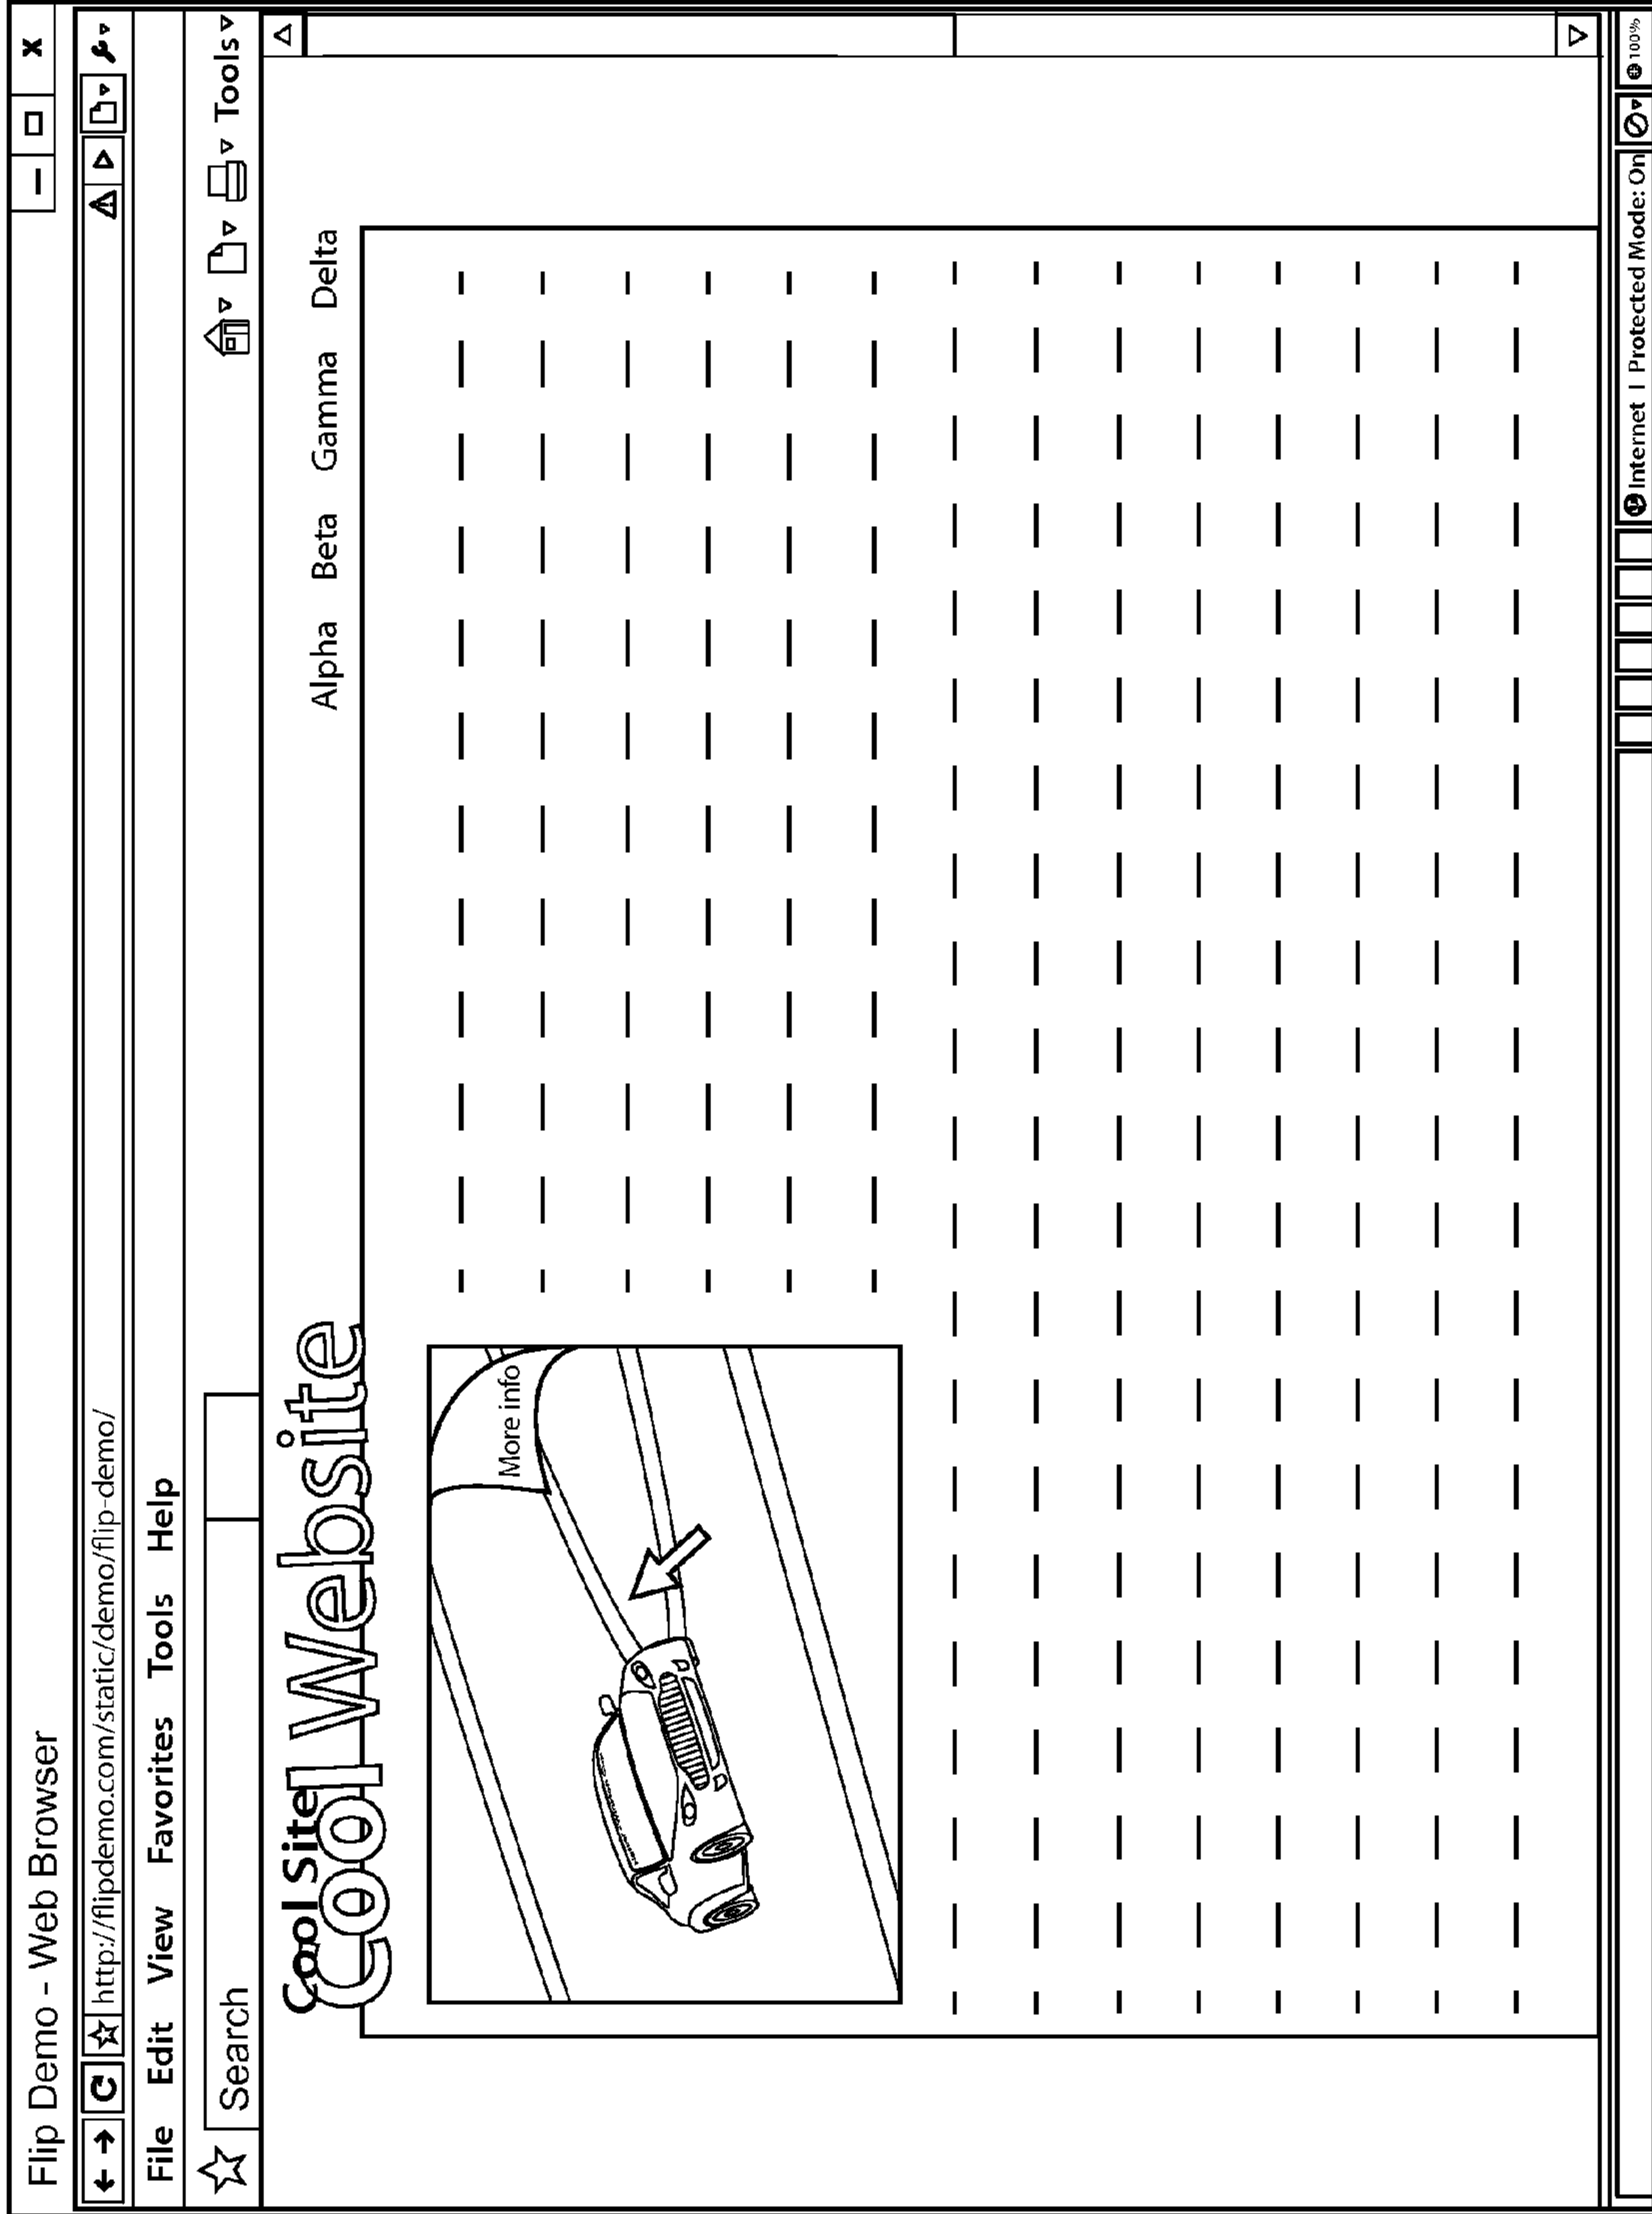 Flip Demo - Web Browser
x
http://flipdemo.com/static/demo/flip-demo/
File Edit View Favorites Tools Help
Search
Tools
Cool Site
Cool Website
Alpha Beta Gamma Delta
More info
Internet | Protected Mode: On
100%